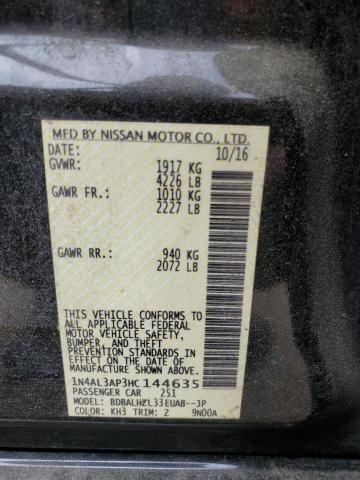 MFD BY NISSAN MOTOR CO., LTD.
DATE: 10/16
GVWR: 1917 KG
4226 LB
GAWR FR.: 1010 KG
2227 LB
GAWR RR.: 940 KG
2072 LB
THIS VEHICLE CONFORMS TO
ALL APPLICABLE FEDERAL
MOTOR VEHICLE SAFETY,
BUMPER, AND THEFT
PREVENTION STANDARDS
IN EFFECT ON THE DATE OF
MANUFACTURE SHOWN
ABOVE.
1N4AL3AP3HC144635
PASSENGER CAR 251
MODEL: BDBALHZL33EUAB--JP
COLOR: KH3 TRIM: Z 9N00A